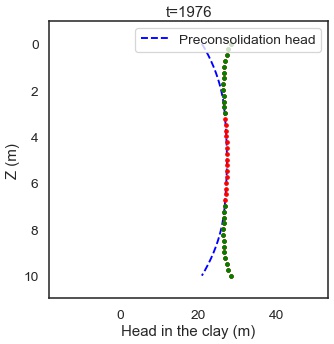 t=1976
Preconsolidation head
0
2
4
6
8
10
Z (m)
0 20 40
Head in the clay (m)